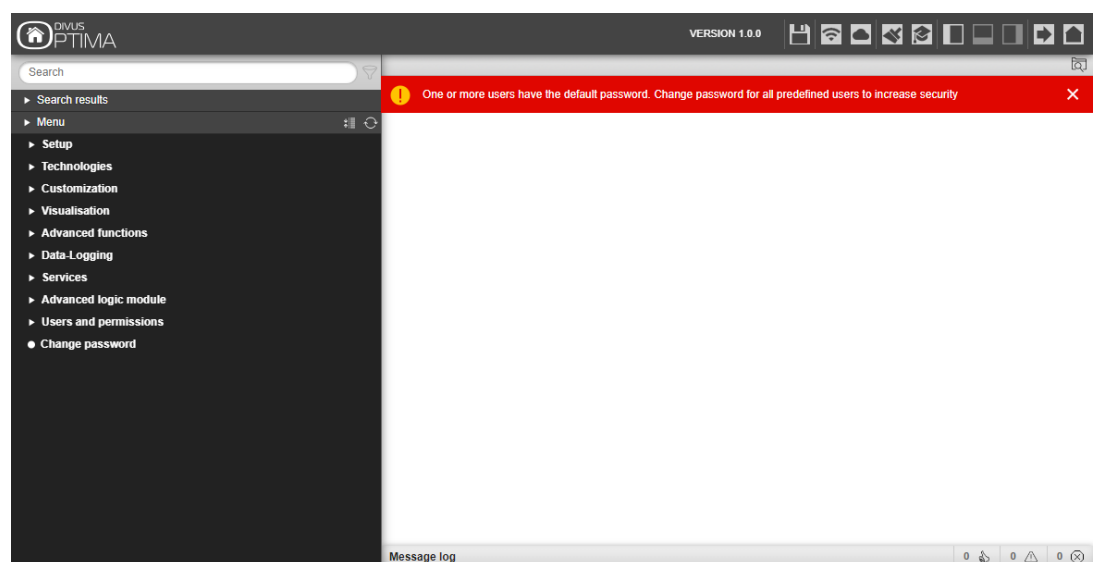 DIVUS
OPTIMA
VERSION 1.0.0
Search
Search results
One or more users have the default password. Change password for all predefined users to increase security
Menu
Setup
Technologies
Customization
Visualisation
Advanced functions
Data-Logging
Services
Advanced logic module
Users and permissions
Change password
Message log
0
0
0